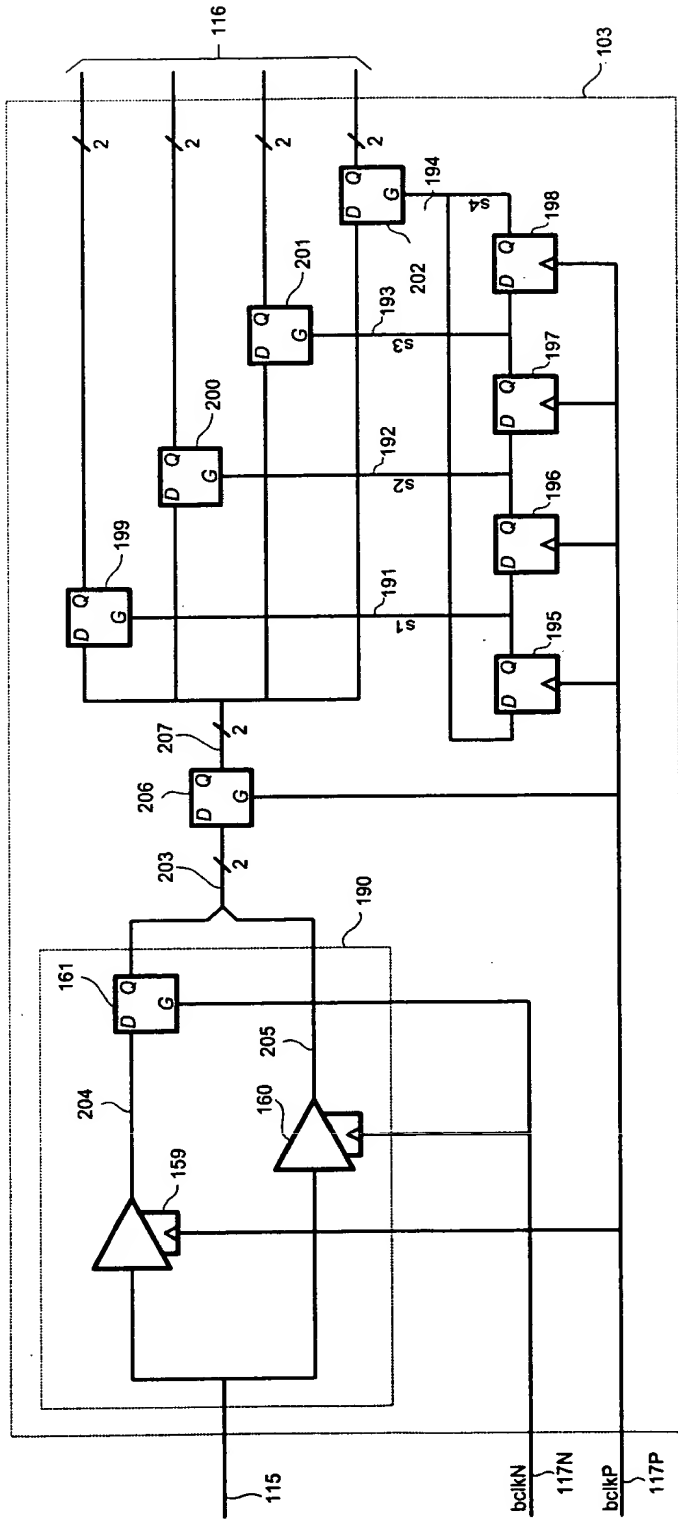 116
103
2
2
2
2
D Q
G
202
194
s4
D Q
198
D Q
G
201
193
s3
D Q
197
D Q
G
200
192
s2
D Q
196
D Q
G
199
191
s1
D Q
195
207
2
D Q
G
206
203
2
190
161
D Q
G
204
205
160
159
115
bclkN
117N
bclkP
117P